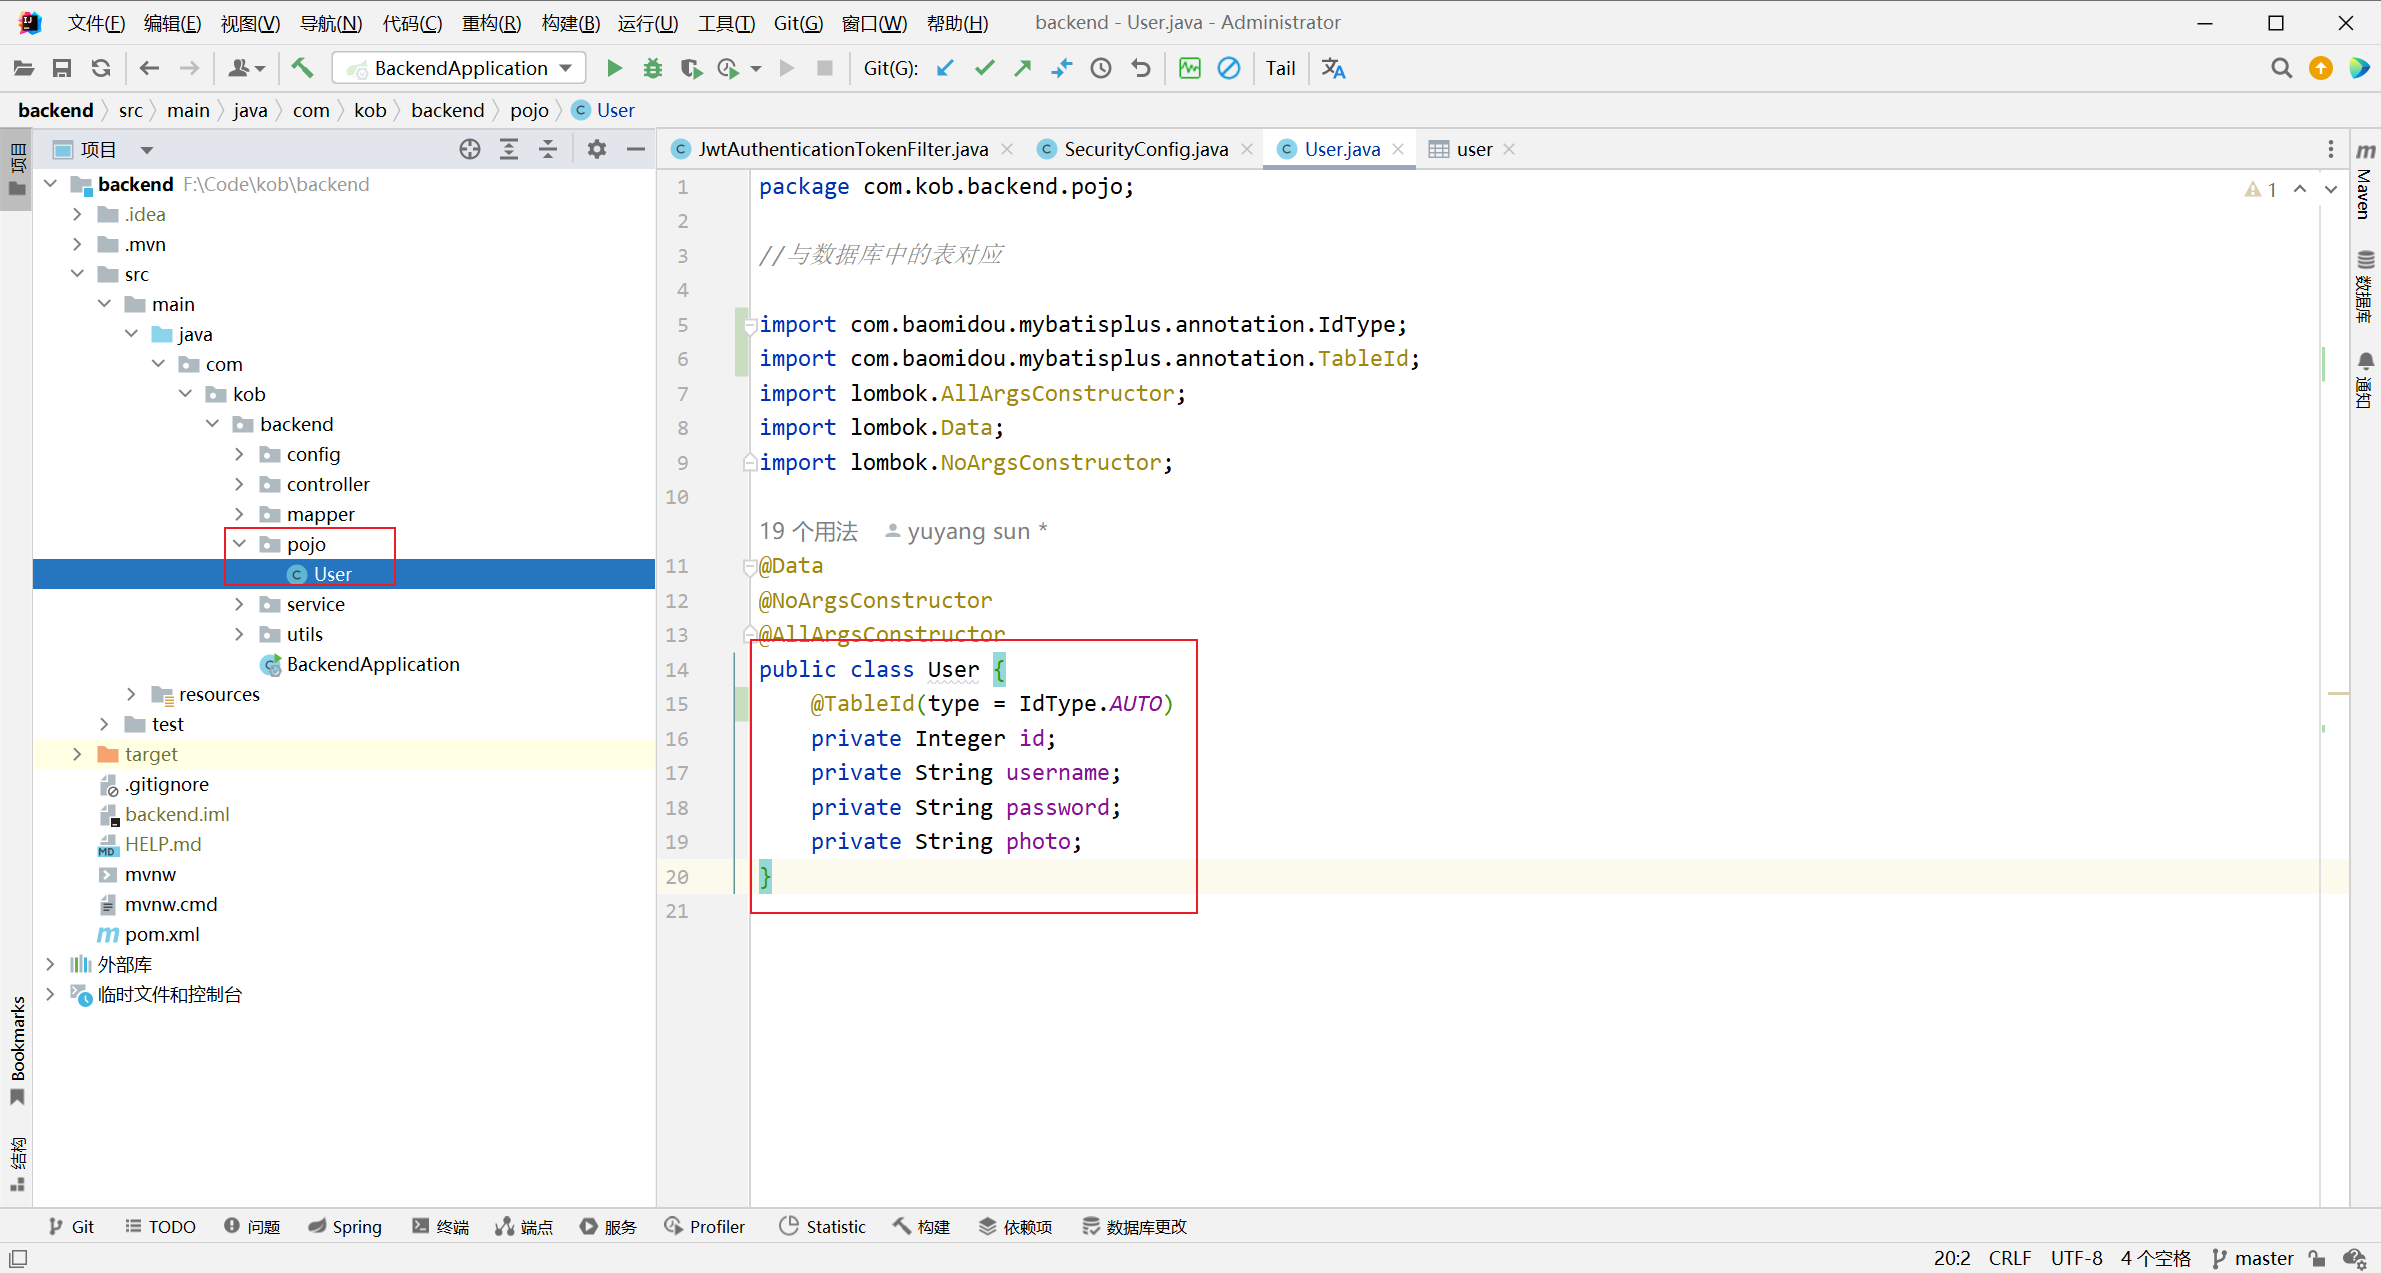 文件(F) 编辑(E) 视图(V) 导航(N) 代码(C) 重构(R) 构建(B) 运行(U) 工具(T) Git(G) 窗口(W) 帮助(H) backend - User.java - Administrator
BackendApplication Git(G): Tail
backend src main java com kob backend pojo User
项目
JwtAuthenticationTokenFilter.java SecurityConfig.java User.java user
项目
backend F:\Code\kob\backend
.idea
.mvn
src
main
java
com
kob
backend
config
controller
mapper
pojo
User
service
utils
BackendApplication
resources
test
target
.gitignore
backend.iml
HELP.md
mvnw
mvnw.cmd
pom.xml
外部库
临时文件和控制台
Bookmarks
结构
1 package com.kob.backend.pojo;
2
3 //与数据库中的表对应
4
5 import com.baomidou.mybatisplus.annotation.IdType;
6 import com.baomidou.mybatisplus.annotation.TableId;
7 import lombok.AllArgsConstructor;
8 import lombok.Data;
9 import lombok.NoArgsConstructor;
10
19 个用法 yuyang sun *
11 @Data
12 @NoArgsConstructor
13 @AllArgsConstructor
14 public class User {
15 @TableId(type = IdType.AUTO)
16 private Integer id;
17 private String username;
18 private String password;
19 private String photo;
20 }
21
1
Maven
数据库
通知
Git TODO 问题 Spring 终端 端点 服务 Profiler Statistic 构建 依赖项 数据库更改
20:2 CRLF UTF-8 4 个空格 master